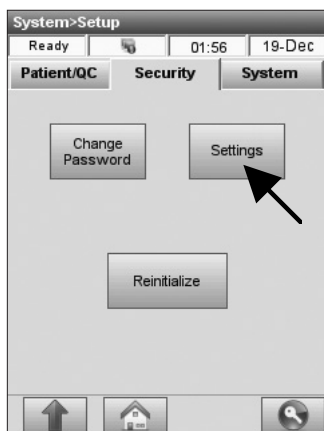 System>Setup
Ready 01:56 19-Dec
Patient/QC Security System
Change
Password
Settings
Reinitialize